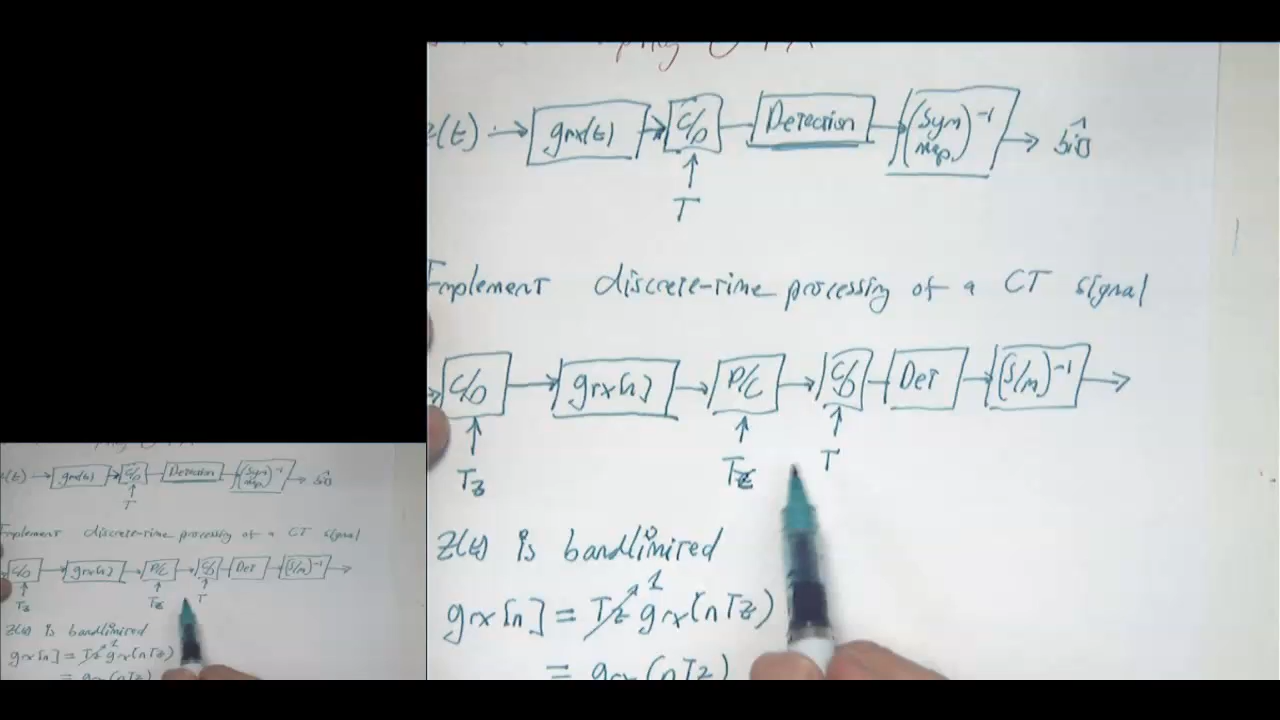 z(t) → grx(t) → C/D → Detection → (Sym map)^-1 → b̂[i]
T
Implement discrete-time processing of a CT signal
C/D → grx[n] → D/C → C/D → Det → (S/m)^-1 →
Tz Tz T
z(t) is bandlimited
grx[n] = Tz 1 grx(nTz)
= grx(nTz)